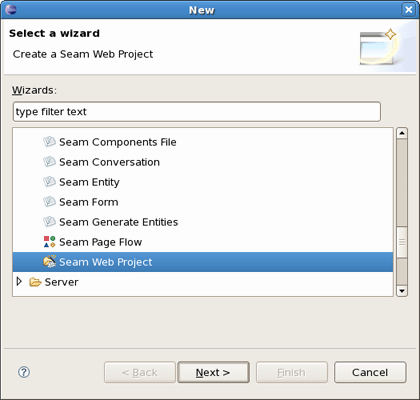 New
Select a wizard
Create a Seam Web Project
Wizards:
type filter text
Seam Components File
Seam Conversation
Seam Entity
Seam Form
Seam Generate Entities
Seam Page Flow
Seam Web Project
Server
? < Back Next > Finish Cancel